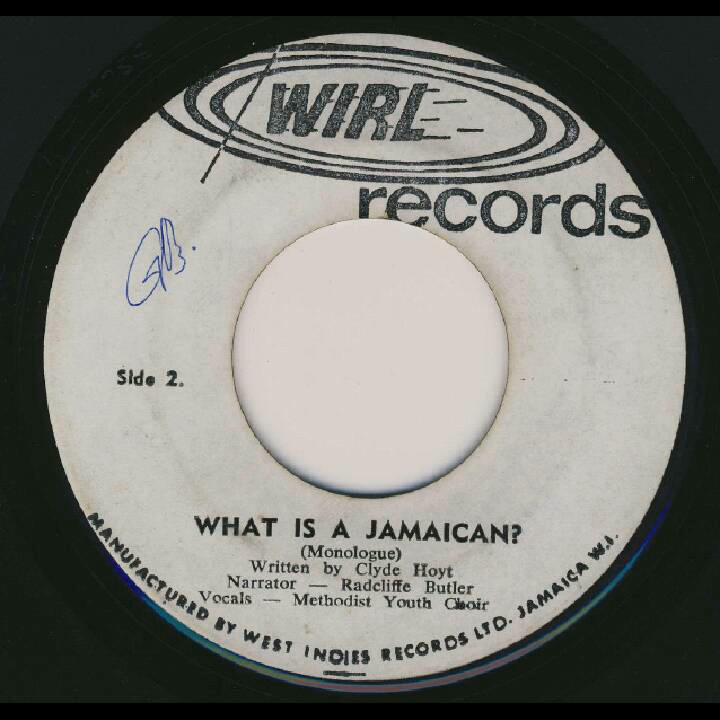 WIRL
records
Side 2.
WHAT IS A JAMAICAN?
(Monologue)
Written by Clyde Hoyt
Narrator — Radcliffe Butler
Vocals — Methodist Youth Choir
MANUFACTURED BY WEST INDIES RECORDS LTD. JAMAICA W.I.